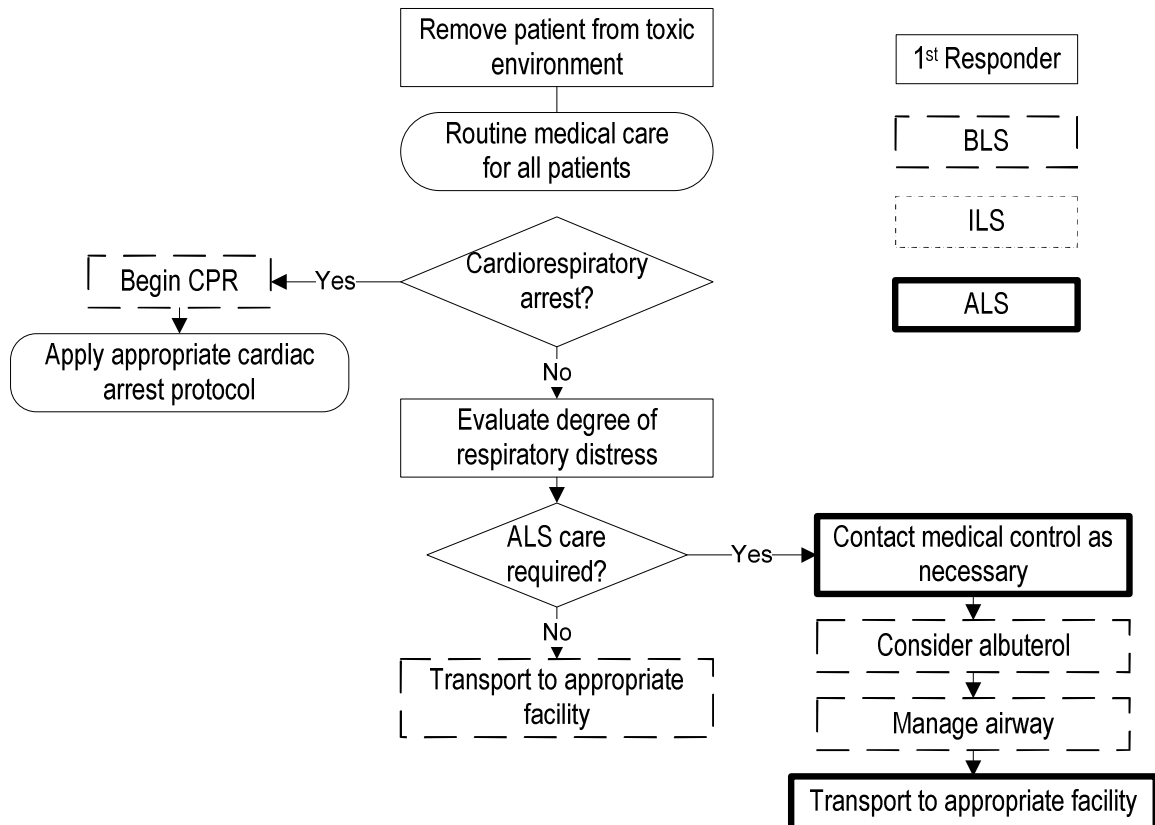 Remove patient from toxic
environment
Routine medical care
for all patients
Cardiorespiratory
arrest?
Yes
Begin CPR
Apply appropriate cardiac
arrest protocol
No
Evaluate degree of
respiratory distress
ALS care
required?
Yes
Contact medical control as
necessary
Consider albuterol
Manage airway
Transport to appropriate facility
No
Transport to appropriate
facility
1st Responder
BLS
ILS
ALS